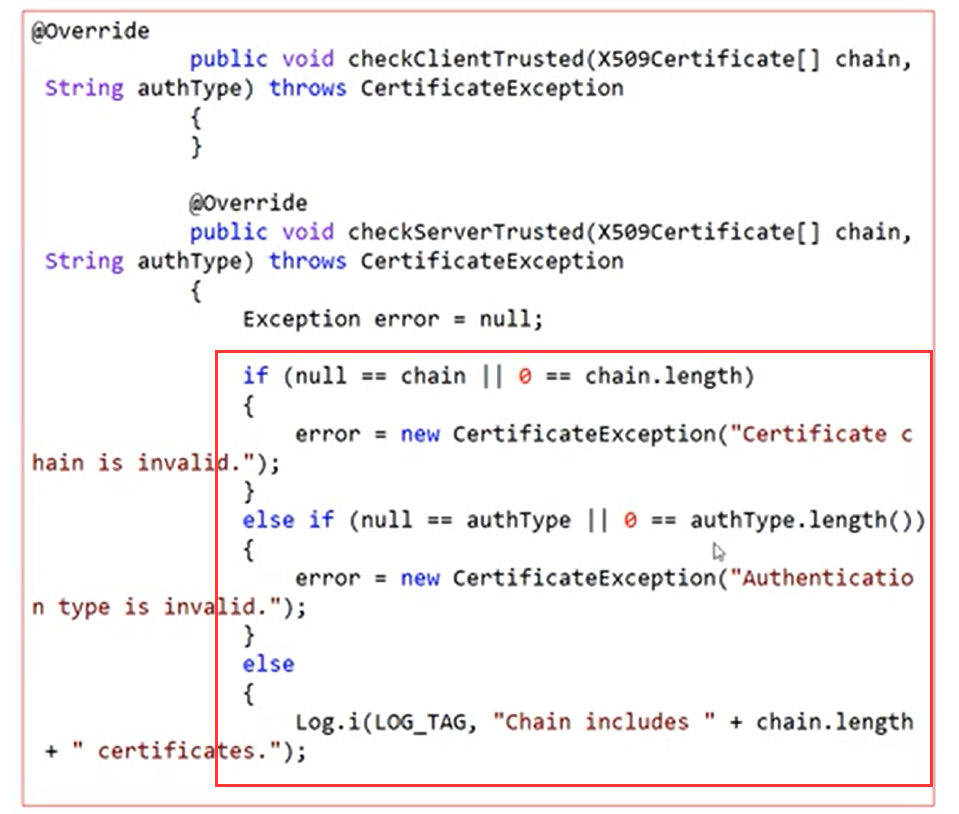 @Override
public void checkClientTrusted(X509Certificate[] chain,
String authType) throws CertificateException
{
}
@Override
public void checkServerTrusted(X509Certificate[] chain,
String authType) throws CertificateException
{
Exception error = null;
if (null == chain || 0 == chain.length)
{
error = new CertificateException("Certificate c
hain is invalid.");
}
else if (null == authType || 0 == authType.length())
{
error = new CertificateException("Authenticatio
n type is invalid.");
}
else
{
Log.i(LOG_TAG, "Chain includes " + chain.length
+ " certificates.");